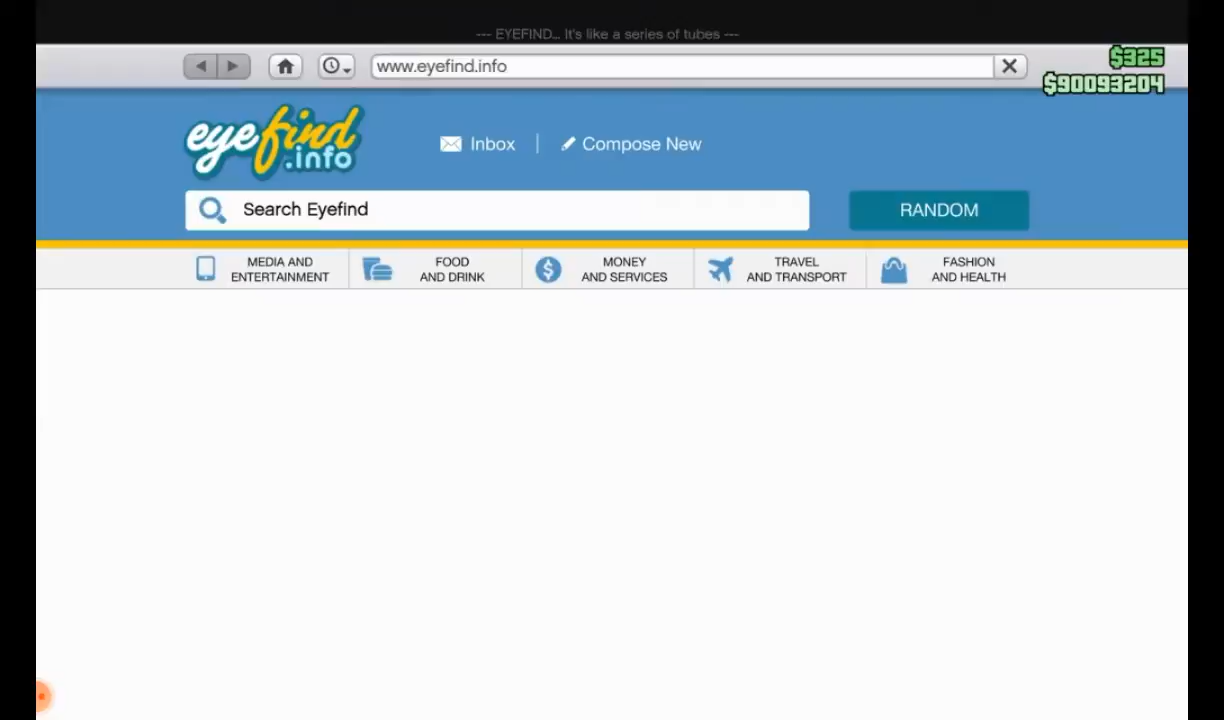 --- EYEFIND... It's like a series of tubes ---
www.eyefind.info
$325
$90093204
eyefind.info
Inbox
Compose New
Search Eyefind
RANDOM
MEDIA AND
ENTERTAINMENT
FOOD
AND DRINK
MONEY
AND SERVICES
TRAVEL
AND TRANSPORT
FASHION
AND HEALTH